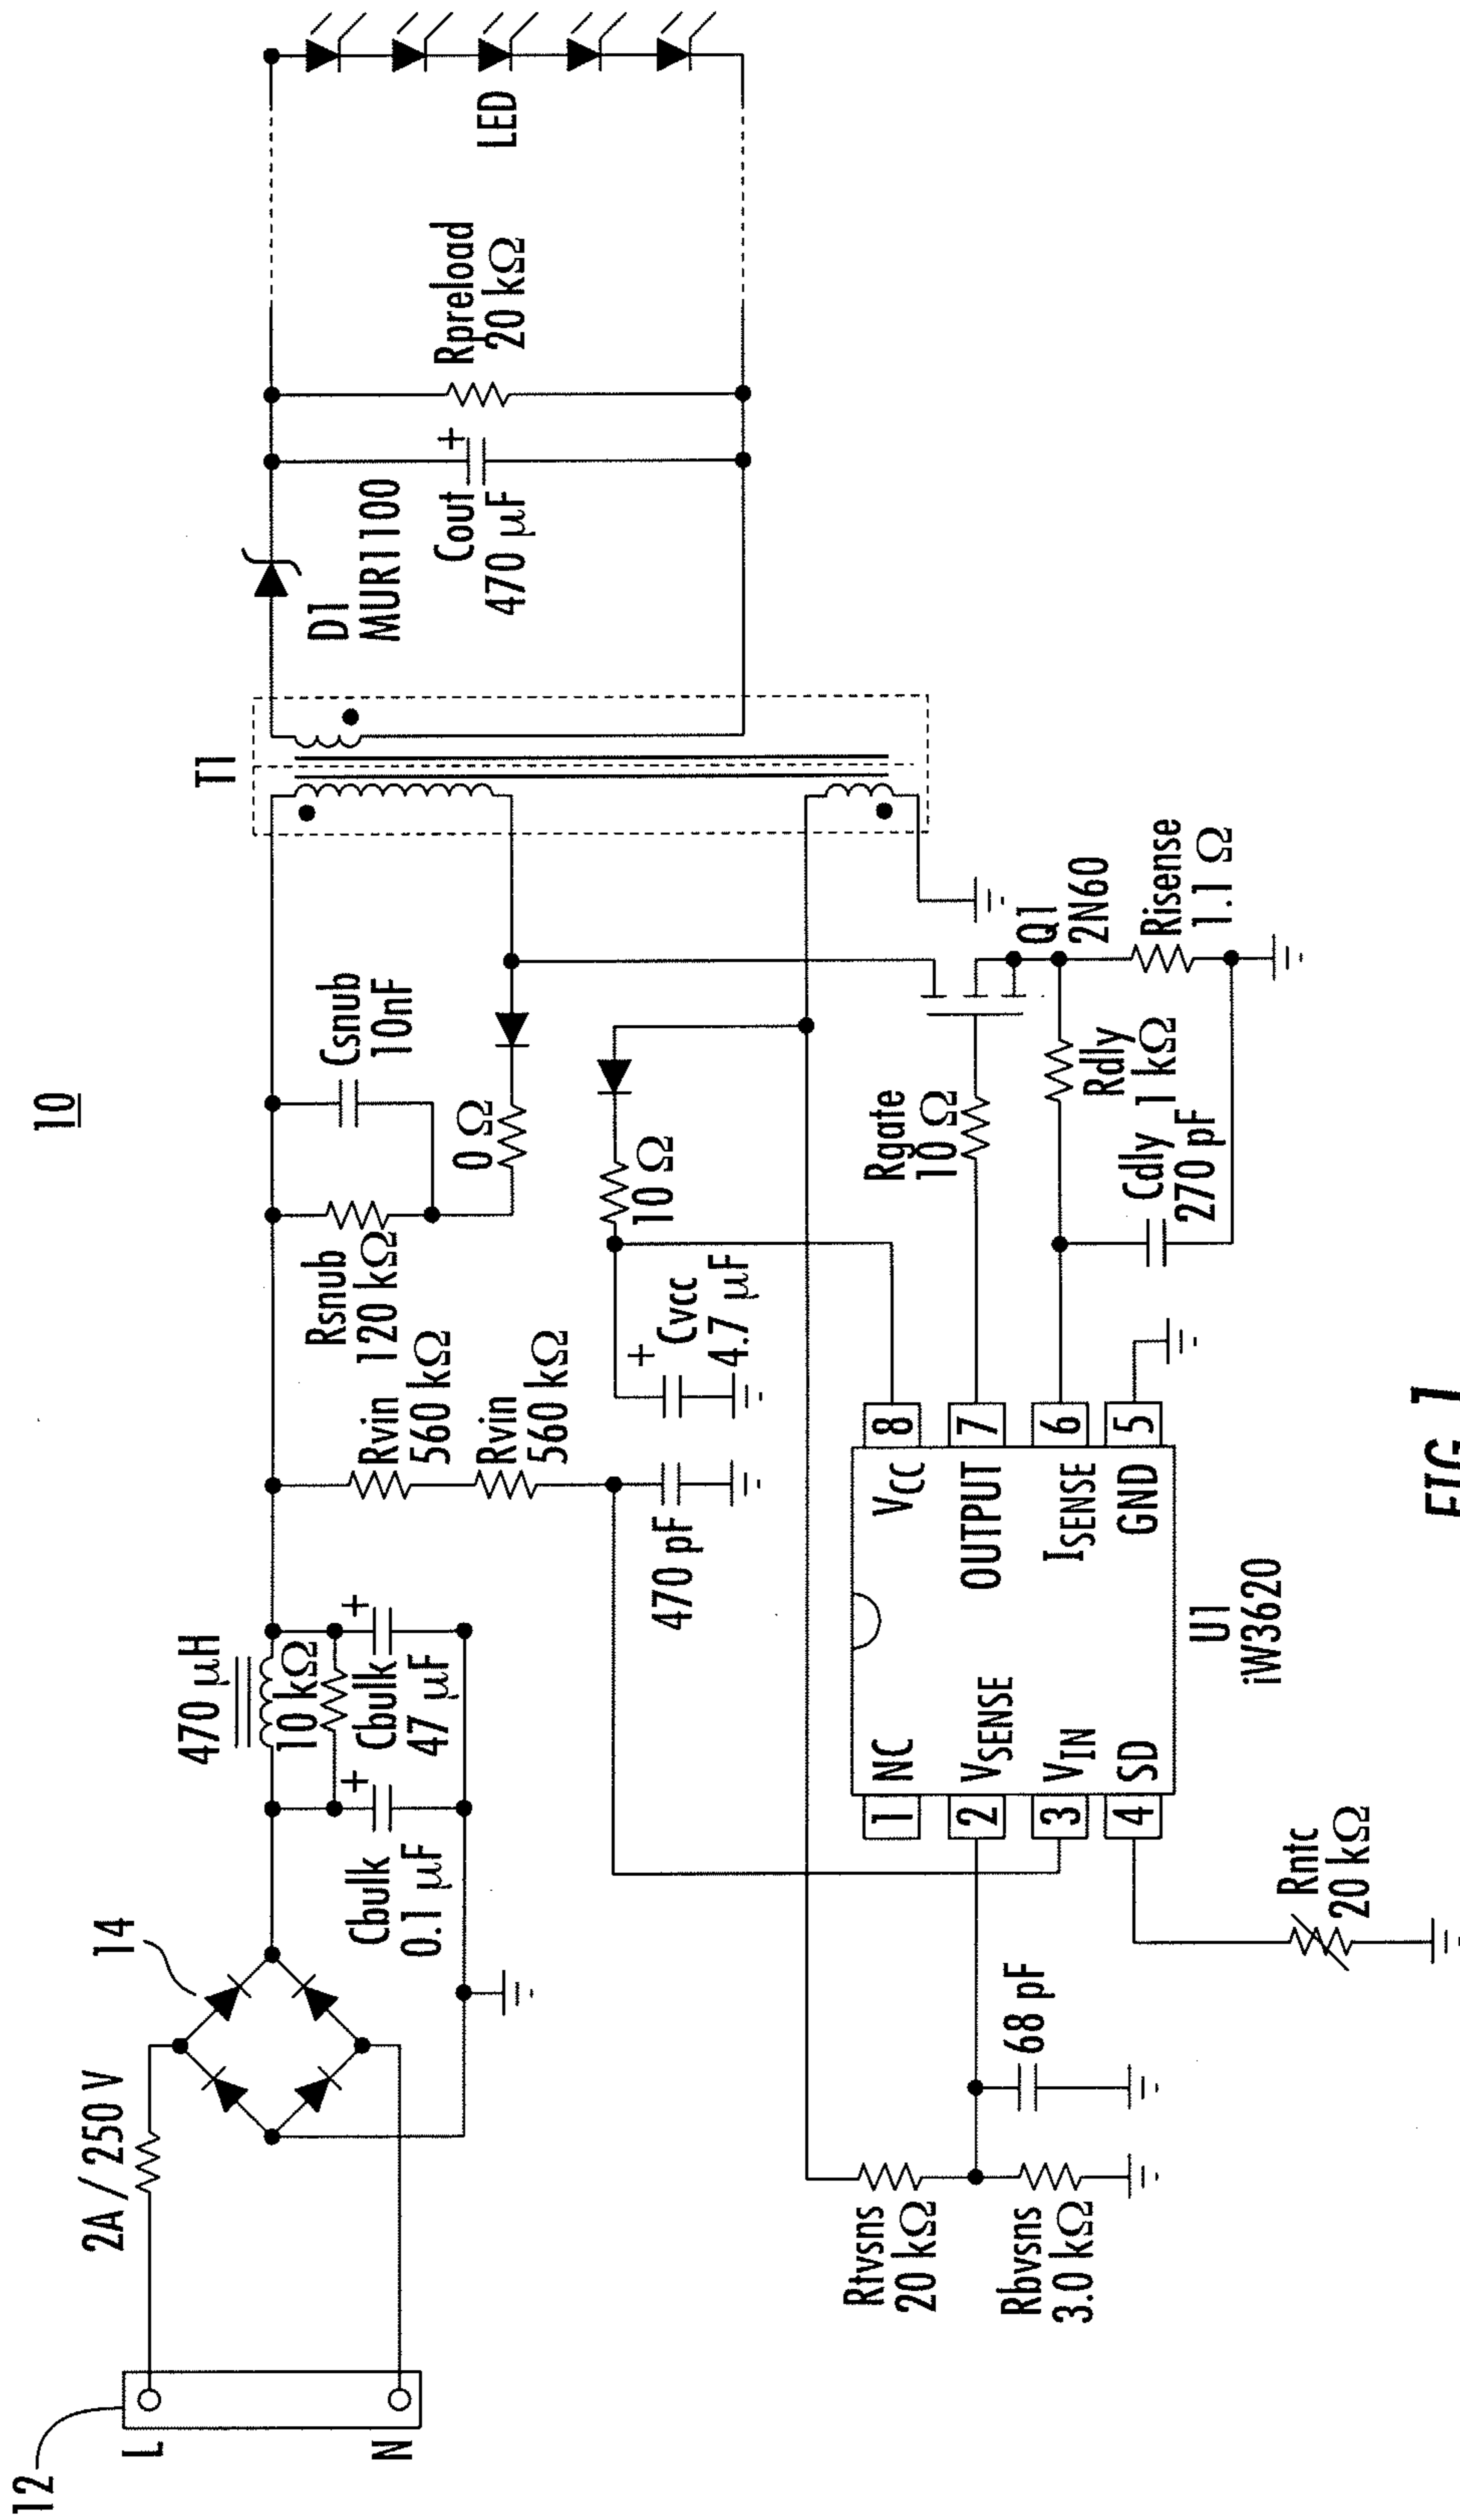 10
12
L
N
2A / 250 V
14
470 μH
10 kΩ
Cbulk
0.1 μF
Cbulk
47 μF
Rvin
560 kΩ
Rvin
560 kΩ
470 pF
Rsnub
120 kΩ
Csnub
10nF
0 Ω
10 Ω
Cvcc
4.7 μF
T1
D1
MUR1100
Cout
470 μF
Rpreload
20 kΩ
LED
Rtvsns
20 kΩ
Rbvsns
3.0 kΩ
68 pF
Rntc
20 kΩ
1 NC
2 VSENSE
3 VIN
4 SD
VCC 8
OUTPUT 7
ISENSE 6
GND 5
U1
iW3620
Rgate
10 Ω
Q1
2N60
Rdly
1 kΩ
Cdly
270 pF
Risense
1.1 Ω
FIG. 1